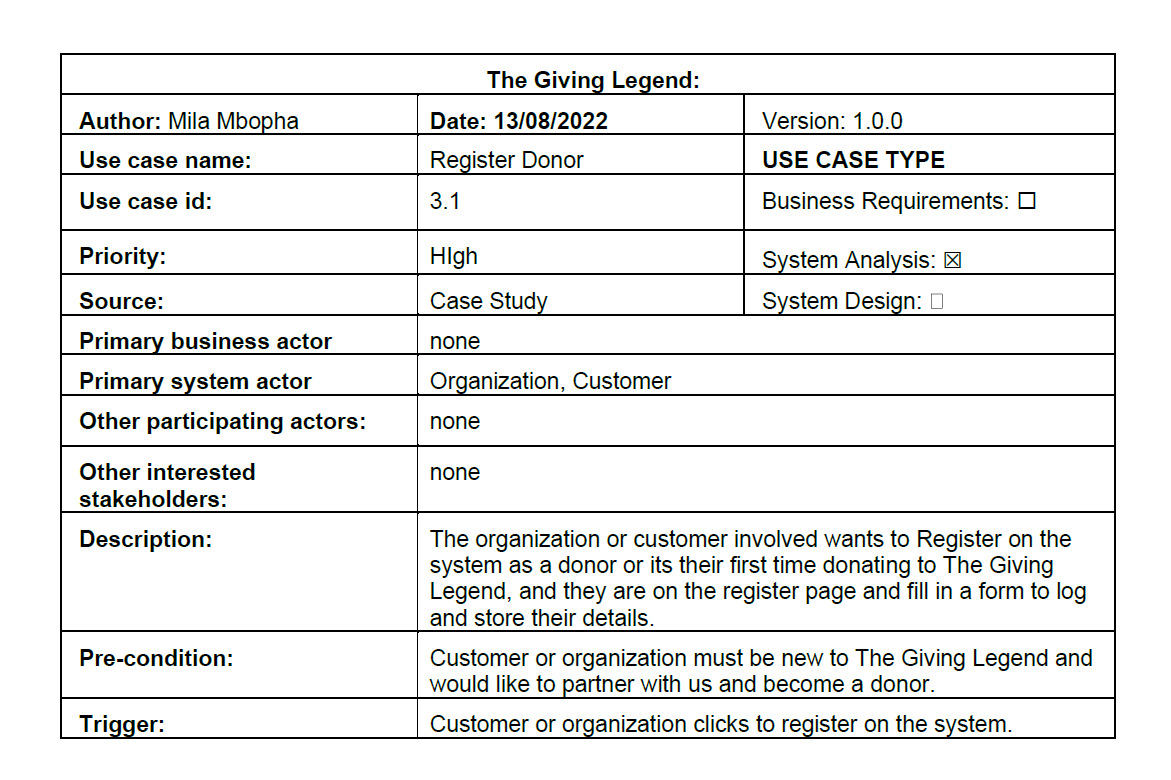 The Giving Legend:
Author: Mila Mbopha Date: 13/08/2022 Version: 1.0.0
Use case name: Register Donor USE CASE TYPE
Use case id: 3.1 Business Requirements: ☐
Priority: HIgh System Analysis: ☒
Source: Case Study System Design: ☐
Primary business actor none
Primary system actor Organization, Customer
Other participating actors: none
Other interested
stakeholders:
none
Description:
The organization or customer involved wants to Register on the
system as a donor or its their first time donating to The Giving
Legend, and they are on the register page and fill in a form to log
and store their details.
Pre-condition:
Customer or organization must be new to The Giving Legend and
would like to partner with us and become a donor.
Trigger: Customer or organization clicks to register on the system.